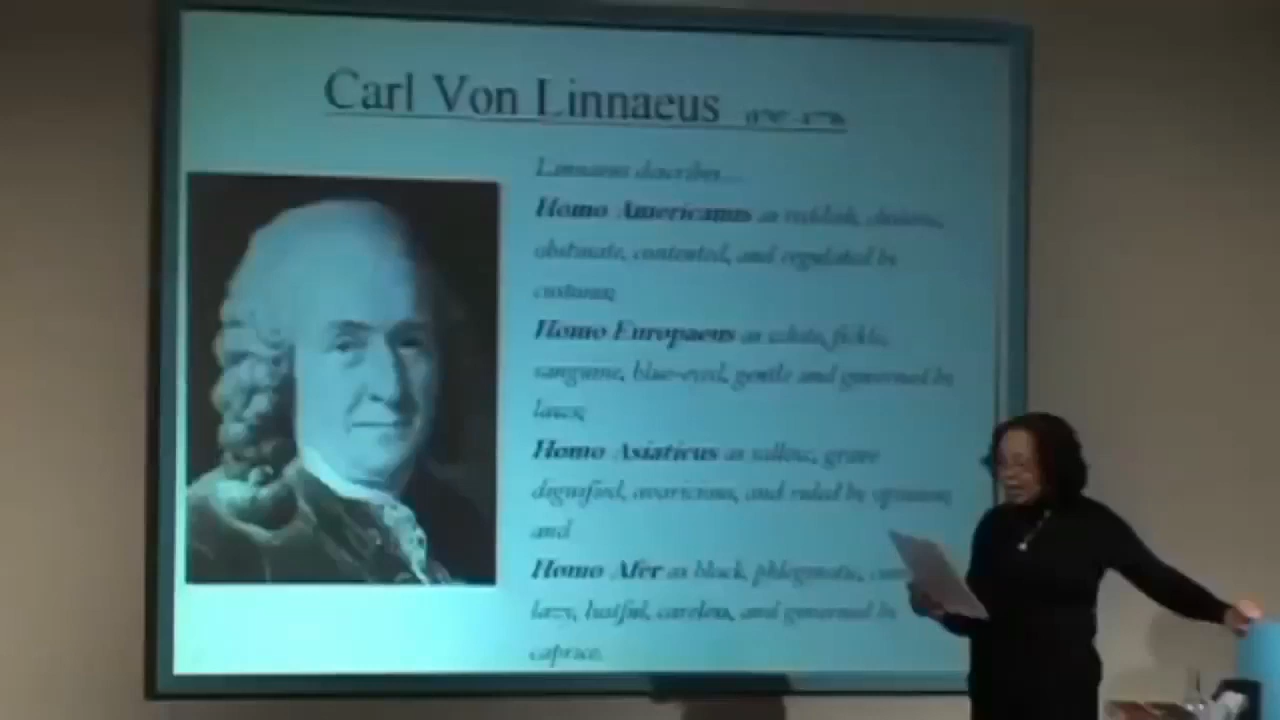 Carl Von Linnaeus
Linnaeus describes...
Homo Americanus as reddish, choleric,
obstinate, contented, and regulated by
customs;
Homo Europaeus as white, fickle,
sanguine, blue-eyed, gentle and governed by
laws;
Homo Asiaticus as sallow, grave
dignified, avaricious, and ruled by opinions;
and
Homo Afer as black, phlegmatic,
lazy, lustful, careless, and governed by
caprice.